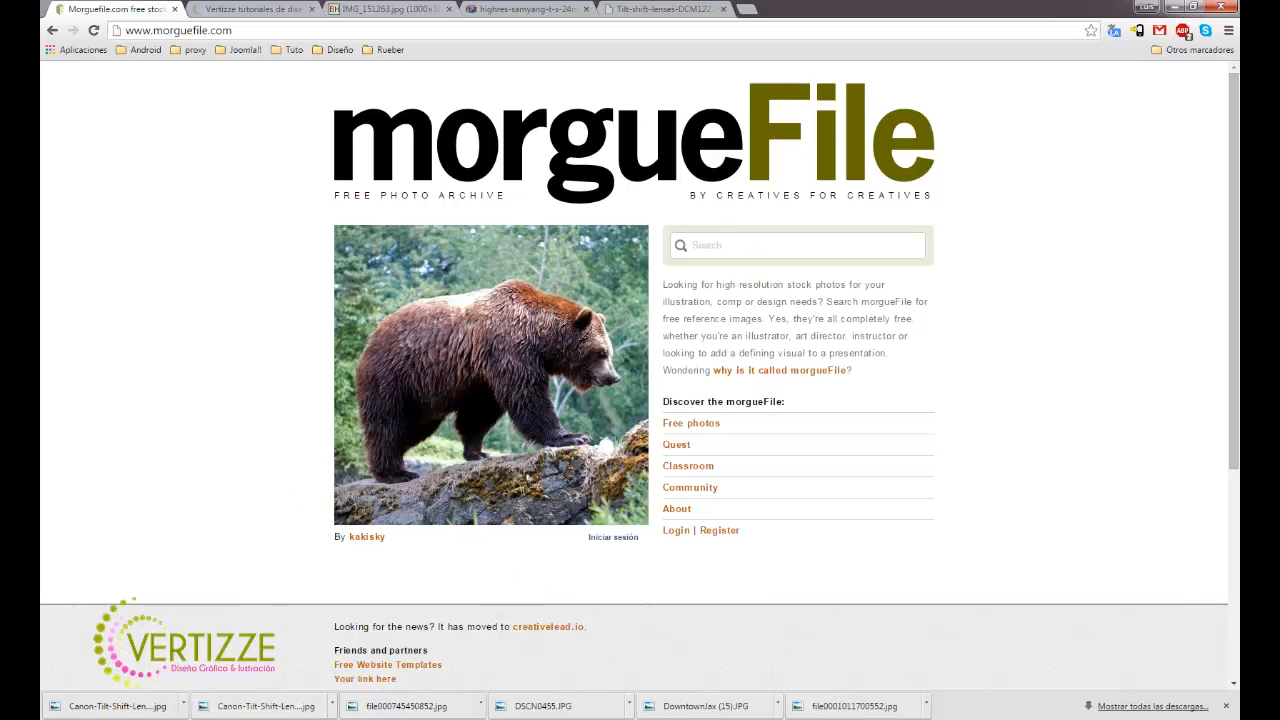 Morguefile.com free stock
Vertizze tutoriales de dise
IMG_151263.jpg (1000×1
highres-samyang-t-s-24m
Tilt-shift-lenses-DCM122
Luis
www.morguefile.com
Aplicaciones
Android
proxy
Joomla!!
Tuto
Diseño
Rueber
Otros marcadores
morgueFile
FREE PHOTO ARCHIVE
BY CREATIVES FOR CREATIVES
Search
Looking for high resolution stock photos for your
illustration, comp or design needs? Search morgueFile for
free reference images. Yes, they're all completely free.
whether you're an illustrator, art director, instructor or
looking to add a defining visual to a presentation.
Wondering why is it called morgueFile?
Discover the morgueFile:
Free photos
Quest
Classroom
Community
About
Login | Register
By kakisky
Iniciar sesión
VERTIZZE
Diseño Gráfico & Iustración
Looking for the news? It has moved to creativelead.io.
Friends and partners
Free Website Templates
Your link here
Canon-Tilt-Shift-Len....jpg
Canon-Tilt-Shift-Len....jpg
file000745450852.jpg
DSCN0455.JPG
DowntownJax (15).JPG
file0001011700552.jpg
Mostrar todas las descargas...